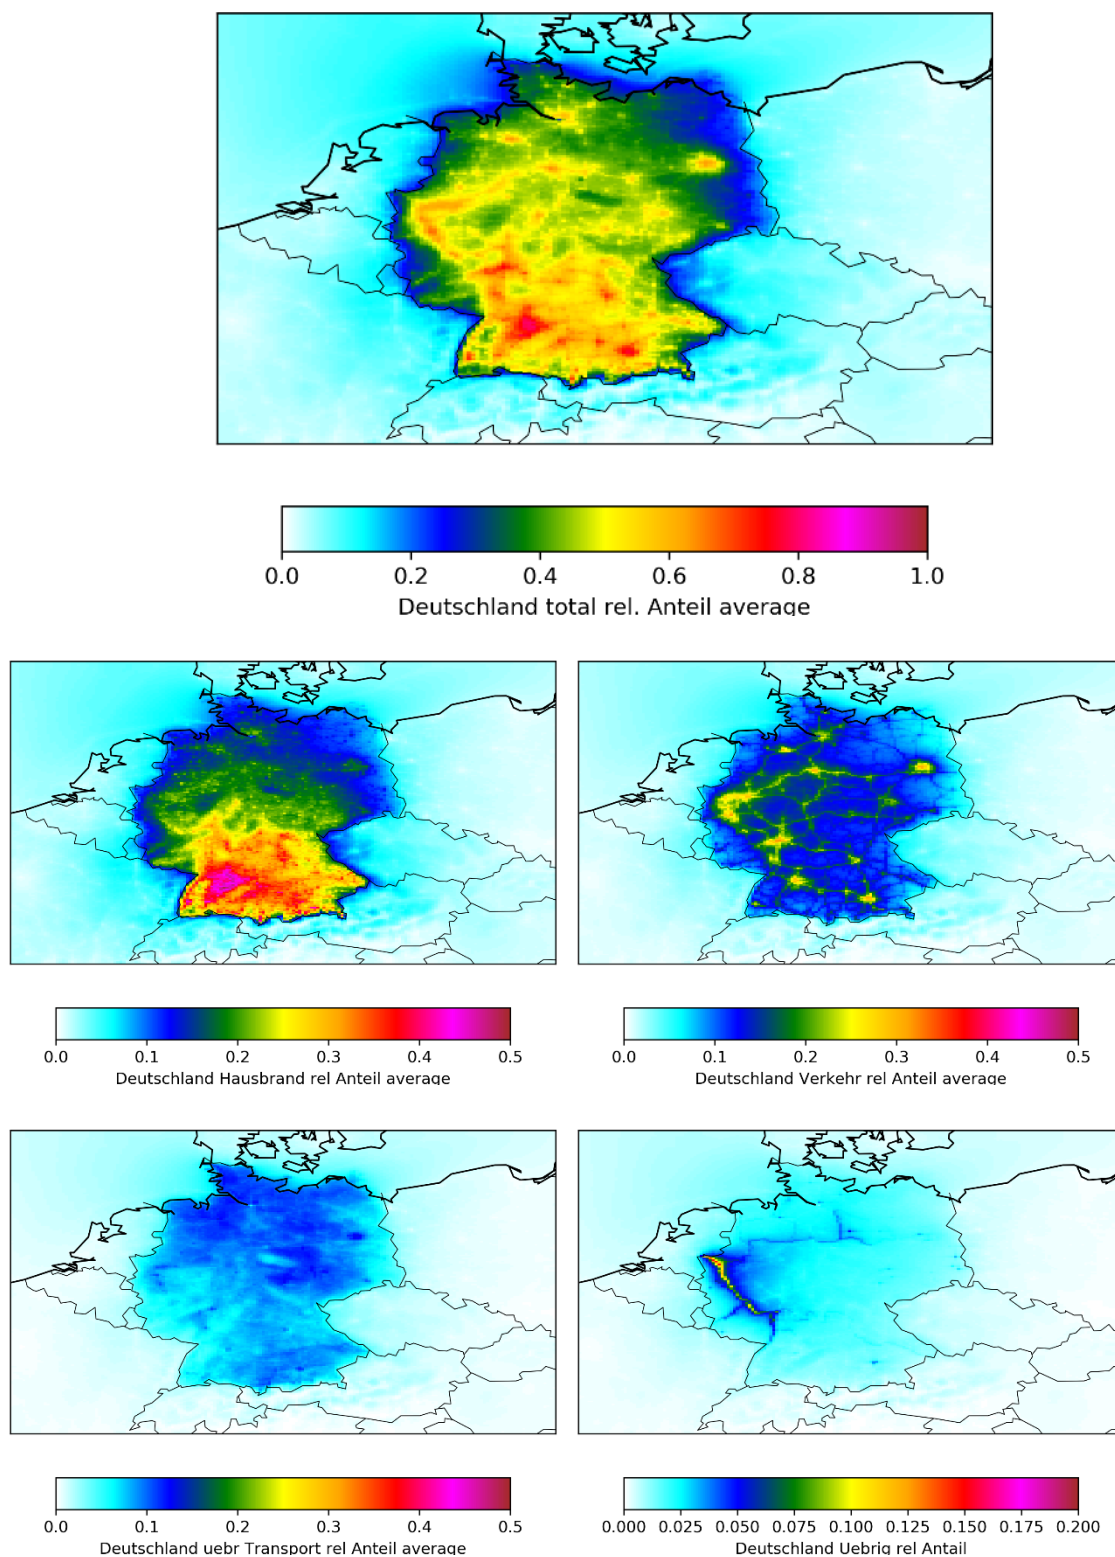 0.0 0.2 0.4 0.6 0.8 1.0
Deutschland total rel. Anteil average
0.0 0.1 0.2 0.3 0.4 0.5
Deutschland Hausbrand rel Anteil average
0.0 0.1 0.2 0.3 0.4 0.5
Deutschland Verkehr rel Anteil average
0.0 0.1 0.2 0.3 0.4 0.5
Deutschland uebr Transport rel Anteil average
0.000 0.025 0.050 0.075 0.100 0.125 0.150 0.175 0.200
Deutschland Uebrig rel Antail